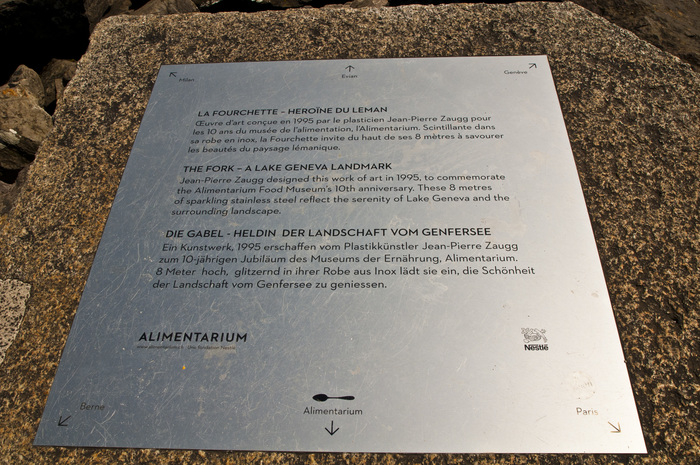 Milan
Evian
Genève
LA FOURCHETTE – HEROÏNE DU LEMAN
Œuvre d'art conçue en 1995 par le plasticien Jean-Pierre Zaugg pour
les 10 ans du musée de l'alimentation, l'Alimentarium. Scintillante dans
sa robe en inox, la Fourchette invite du haut de ses 8 mètres à savourer
les beautés du paysage lémanique.
THE FORK – A LAKE GENEVA LANDMARK
Jean-Pierre Zaugg designed this work of art in 1995, to commemorate
the Alimentarium Food Museum's 10th anniversary. These 8 metres
of sparkling stainless steel reflect the serenity of Lake Geneva and the
surrounding landscape.
DIE GABEL - HELDIN DER LANDSCHAFT VOM GENFERSEE
Ein Kunstwerk, 1995 erschaffen vom Plastikkünstler Jean-Pierre Zaugg
zum 10-jährigen Jubiläum des Museums der Ernährung, Alimentarium.
8 Meter hoch, glitzernd in ihrer Robe aus Inox lädt sie ein, die Schönheit
der Landschaft vom Genfersee zu geniessen.
ALIMENTARIUM
Nestlé
Berne
Alimentarium
Paris